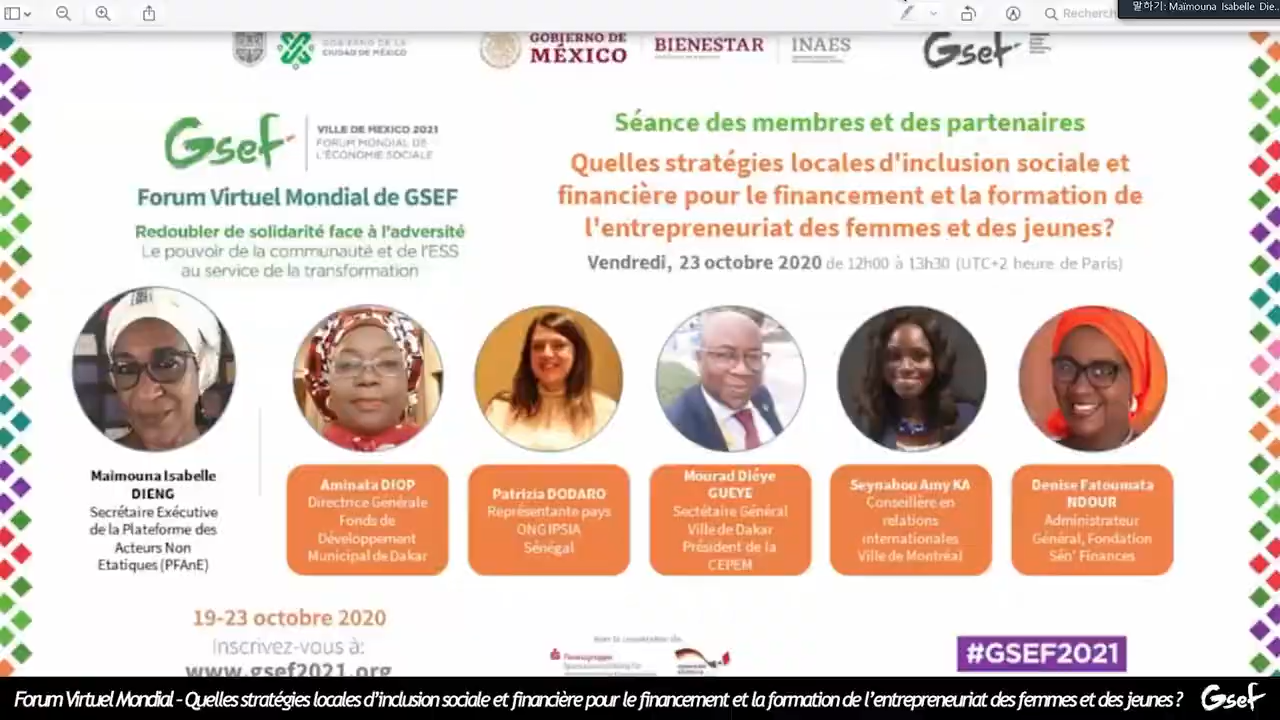 Recherch
말하기: Maimouna Isabelle Die...
GOBIERNO DE LA
CIUDAD DE MÉXICO
GOBIERNO DE
MÉXICO
BIENESTAR
INAES
Gsef
Gsef
VILLE DE MEXICO 2021
FORUM MONDIAL DE
L'ÉCONOMIE SOCIALE
Forum Virtuel Mondial de GSEF
Redoubler de solidarité face à l'adversité
Le pouvoir de la communauté et de l'ESS
au service de la transformation
Séance des membres et des partenaires
Quelles stratégies locales d'inclusion sociale et
financière pour le financement et la formation de
l'entrepreneuriat des femmes et des jeunes?
Vendredi, 23 octobre 2020 de 12h00 à 13h30 (UTC+2 heure de Paris)
Maimouna Isabelle
DIENG
Secrétaire Exécutive
de la Plateforme des
Acteurs Non
Etatiques (PFAnE)
Aminata DIOP
Directrice Générale
Fonds de
Développement
Municipal de Dakar
Patrizia DODARO
Représentante pays
ONG IPSIA
Sénégal
Mourad Diéye
GUEYE
Sectétaire Général
Ville de Dakar
Président de la
CEPEM
Seynabou Amy KA
Conseillère en
relations
internationales
Ville de Montréal
Denise Fatoumata
NDOUR
Administrateur
Général, Fondation
Sén' Finances
19-23 octobre 2020
Inscrivez-vous à:
www.gsef2021.org
#GSEF2021
Forum Virtuel Mondial - Quelles stratégies locales d'inclusion sociale et financière pour le financement et la formation de l'entrepreneuriat des femmes et des jeunes ?
Gsef